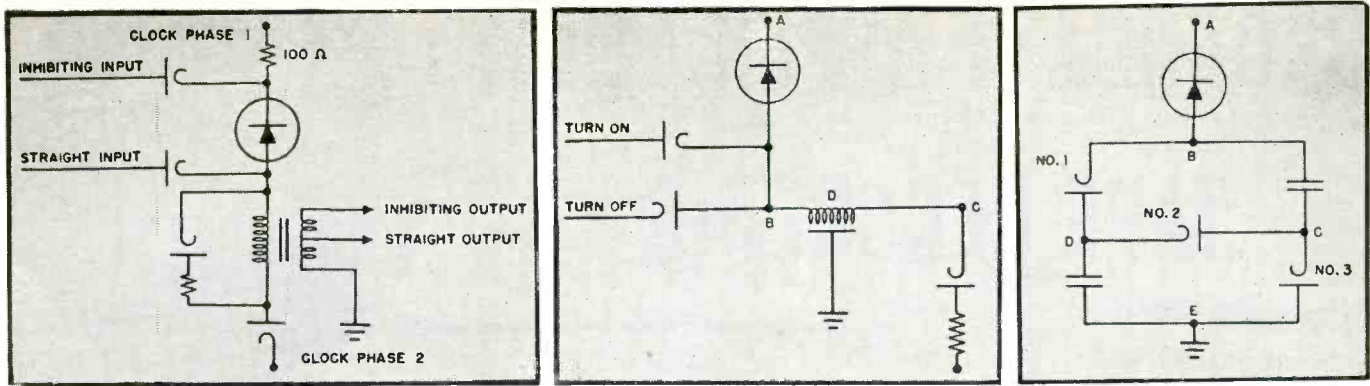 CLOCK PHASE 1
100 Ω
INHIBITING INPUT
STRAIGHT INPUT
INHIBITING OUTPUT
STRAIGHT OUTPUT
CLOCK PHASE 2
A
TURN ON
TURN OFF
D
B
C
A
B
NO. 1
NO. 2
D
C
NO. 3
E